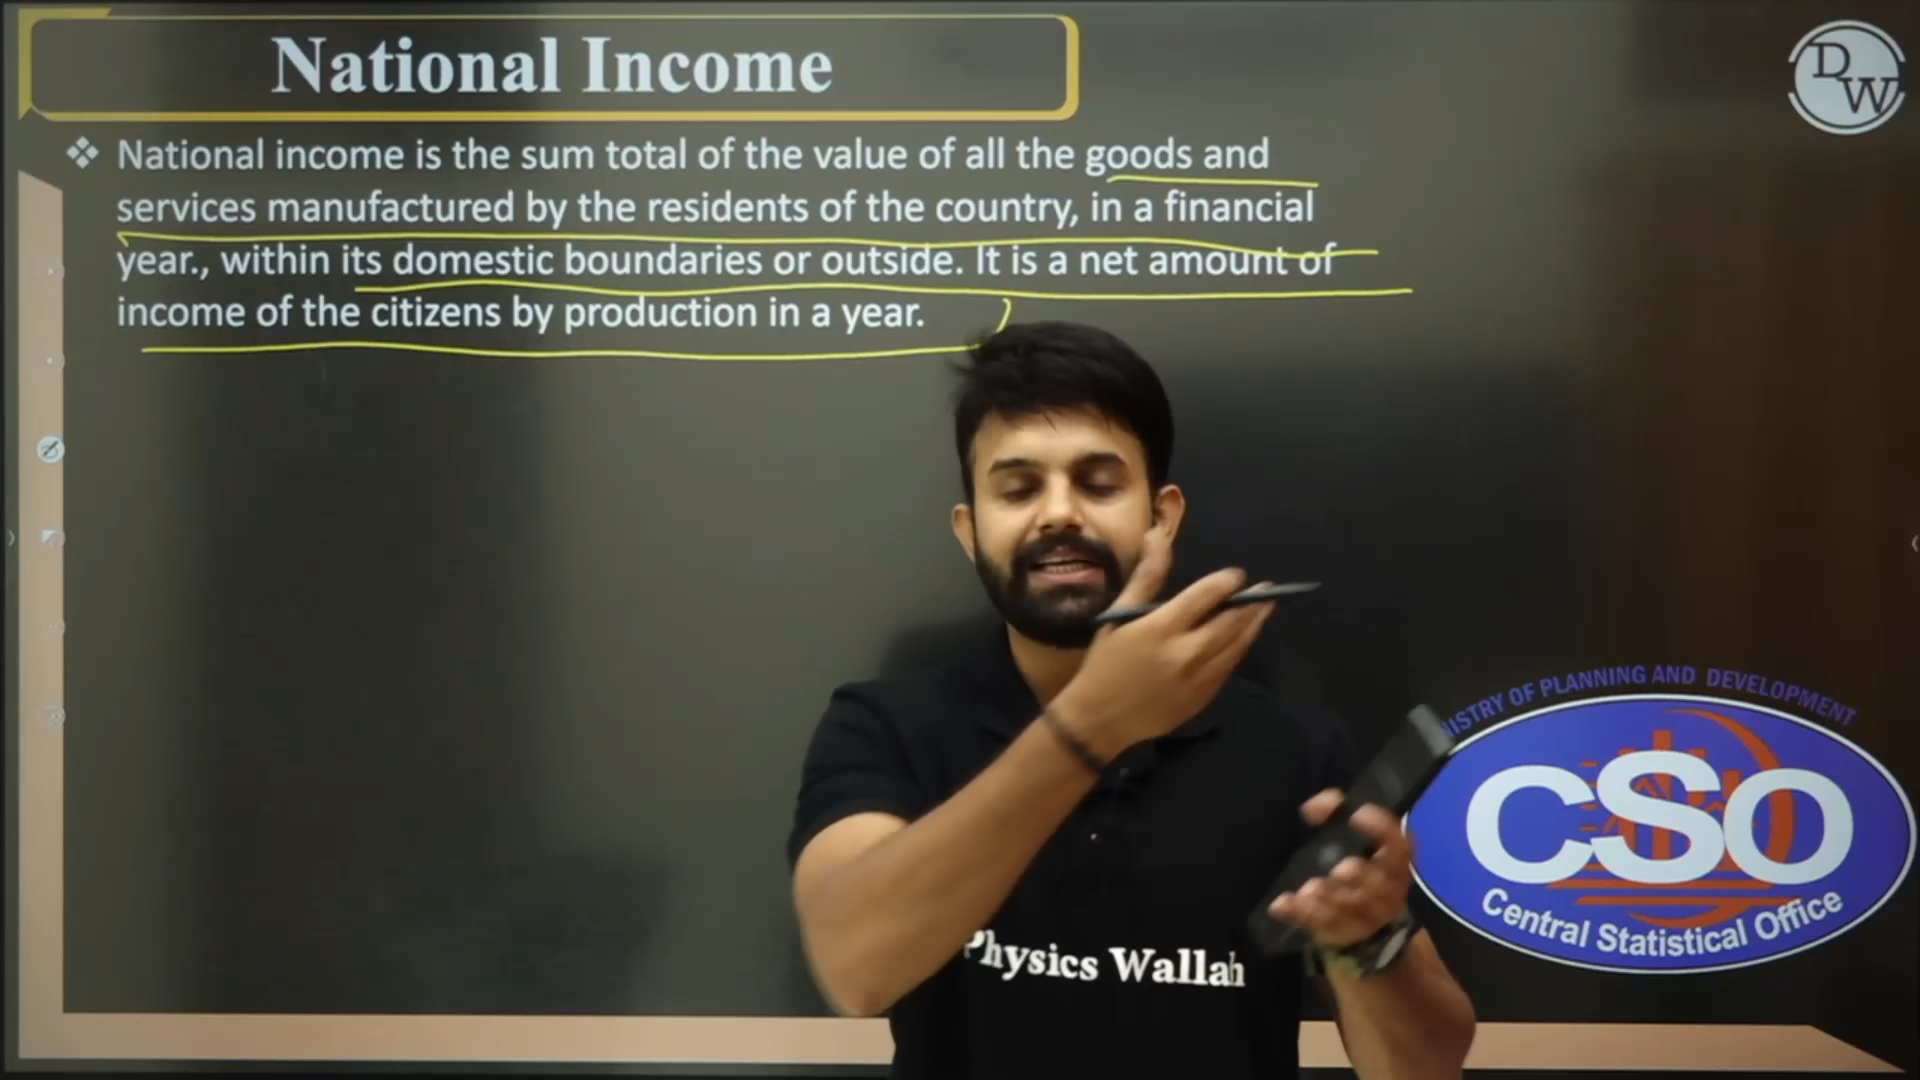 National Income
PW
National income is the sum total of the value of all the goods and
services manufactured by the residents of the country, in a financial
year., within its domestic boundaries or outside. It is a net amount of
income of the citizens by production in a year.
ISTRY OF PLANNING AND DEVELOPMENT
CSO
Central Statistical Office
Physics Wallah